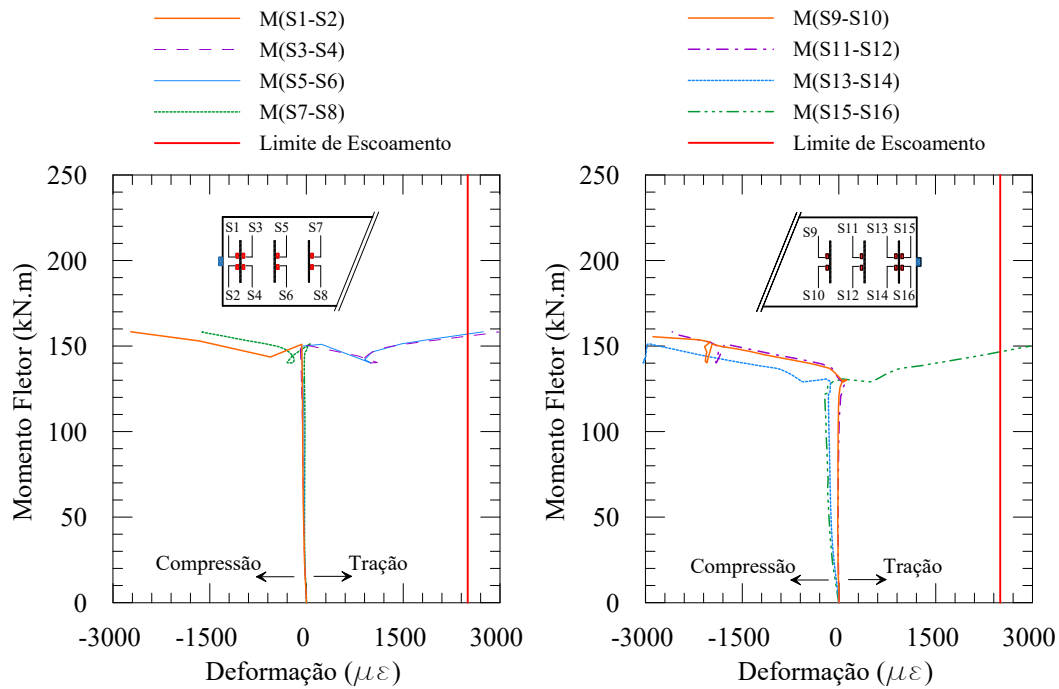 M(S1-S2)
M(S3-S4)
M(S5-S6)
M(S7-S8)
Limite de Escoamento
250
200
150
100
50
0
Momento Fletor (kN.m)
S1 S3 S5 S7
S2 S4 S6 S8
Compressão Tração
-3000 -1500 0 1500 3000
Deformação (με)
M(S9-S10)
M(S11-S12)
M(S13-S14)
M(S15-S16)
Limite de Escoamento
250
200
150
100
50
0
Momento Fletor (kN.m)
S9 S11 S13 S15
S10 S12 S14 S16
Compressão Tração
-3000 -1500 0 1500 3000
Deformação (με)